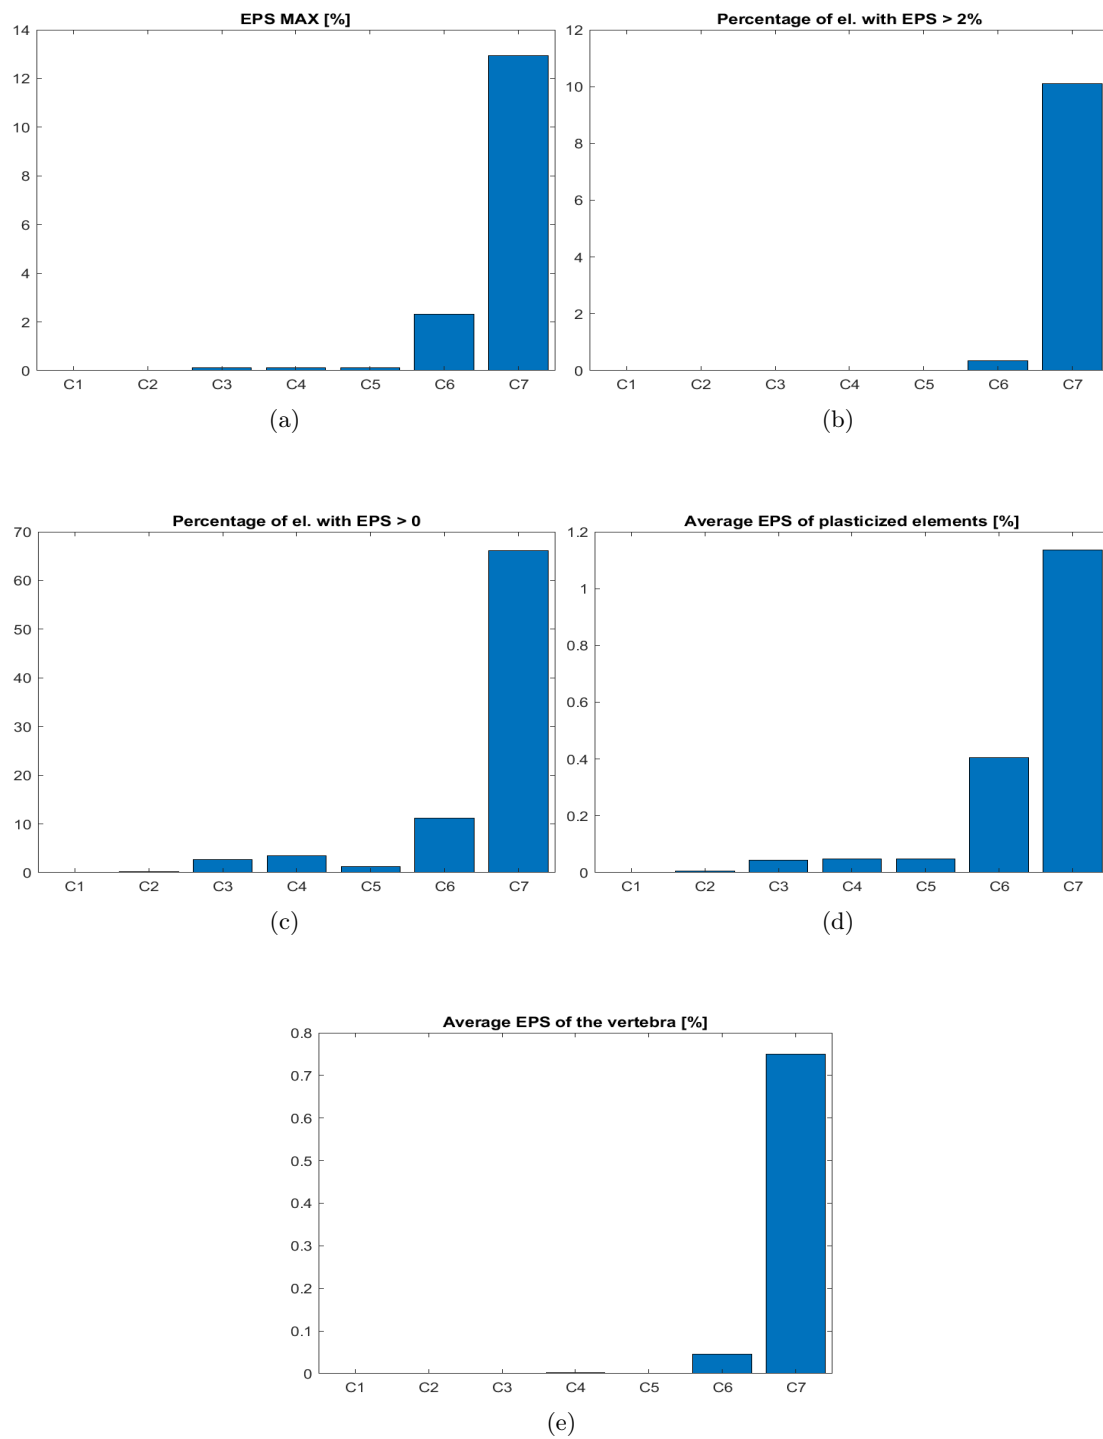 EPS MAX [%]
14
12
10
8
6
4
2
0
C1 C2 C3 C4 C5 C6 C7
(a)
Percentage of el. with EPS > 2%
12
10
8
6
4
2
0
C1 C2 C3 C4 C5 C6 C7
(b)
Percentage of el. with EPS > 0
70
60
50
40
30
20
10
0
C1 C2 C3 C4 C5 C6 C7
(c)
Average EPS of plasticized elements [%]
1.2
1
0.8
0.6
0.4
0.2
0
C1 C2 C3 C4 C5 C6 C7
(d)
Average EPS of the vertebra [%]
0.8
0.7
0.6
0.5
0.4
0.3
0.2
0.1
0
C1 C2 C3 C4 C5 C6 C7
(e)